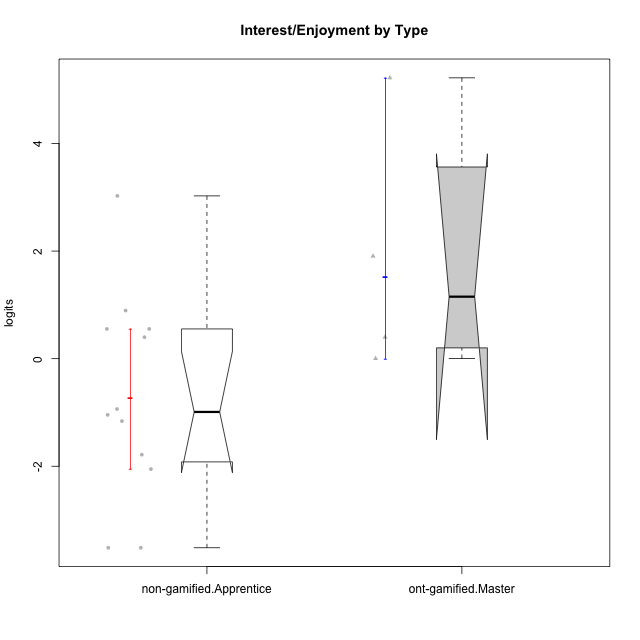 Interest/Enjoyment by Type
logits
4
2
0
-2
non-gamified.Apprentice
ont-gamified.Master